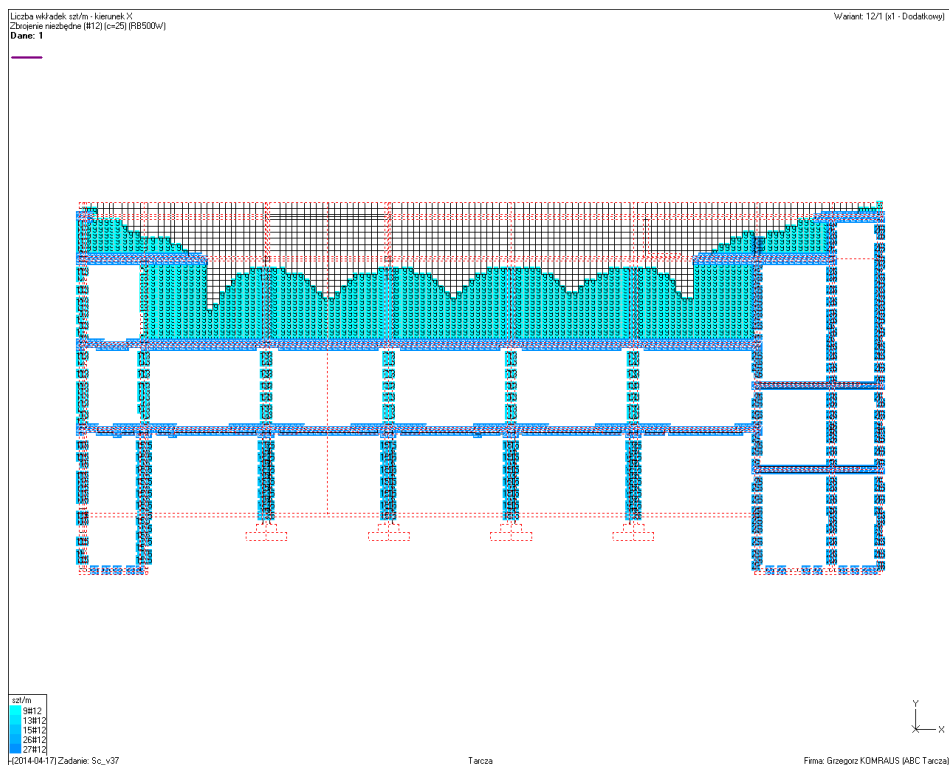 Liczba wkładek szt/m - kierunek X
Wariant: 12/1 (x1 - Dodatkowy)
Zbrojenie niezbędne (#12) (c=25) (RB500W)
Dane: 1
szt/m
9#12
13#12
15#12
26#12
27#12
Y
X
-(2014-04-17) Zadanie: Sc_v37
Tarcza
Firma: Grzegorz KOMRAUS (ABC Tarcza)